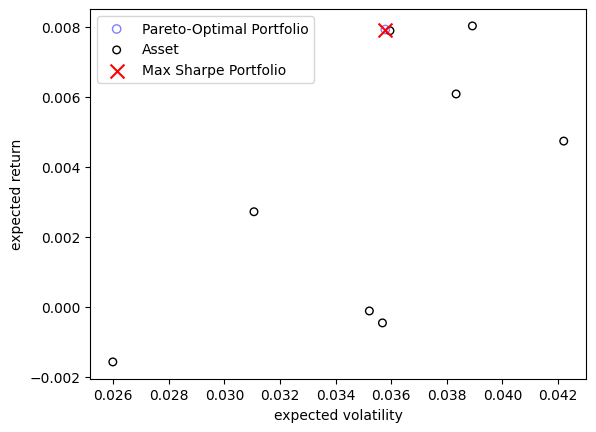 Pareto-Optimal Portfolio
Asset
Max Sharpe Portfolio
0.008
0.006
0.004
0.002
0.000
−0.002
expected return
0.026 0.028 0.030 0.032 0.034 0.036 0.038 0.040 0.042
expected volatility